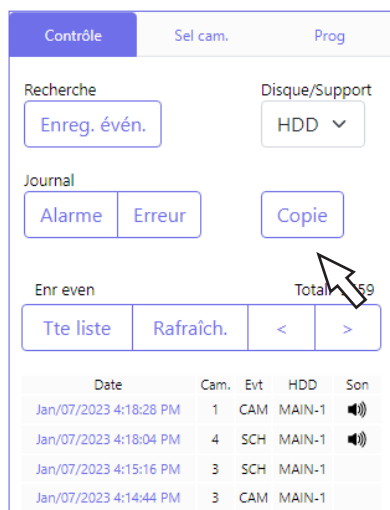 Contrôle Sel cam. Prog
Recherche Disque/Support
Enreg. évén. HDD
Journal
Alarme Erreur Copie
Enr even Total 59
Tte liste Rafraîch. < >
Date Cam. Evt HDD Son
Jan/07/2023 4:18:28 PM 1 CAM MAIN-1
Jan/07/2023 4:18:04 PM 4 SCH MAIN-1
Jan/07/2023 4:15:16 PM 3 SCH MAIN-1
Jan/07/2023 4:14:44 PM 3 CAM MAIN-1